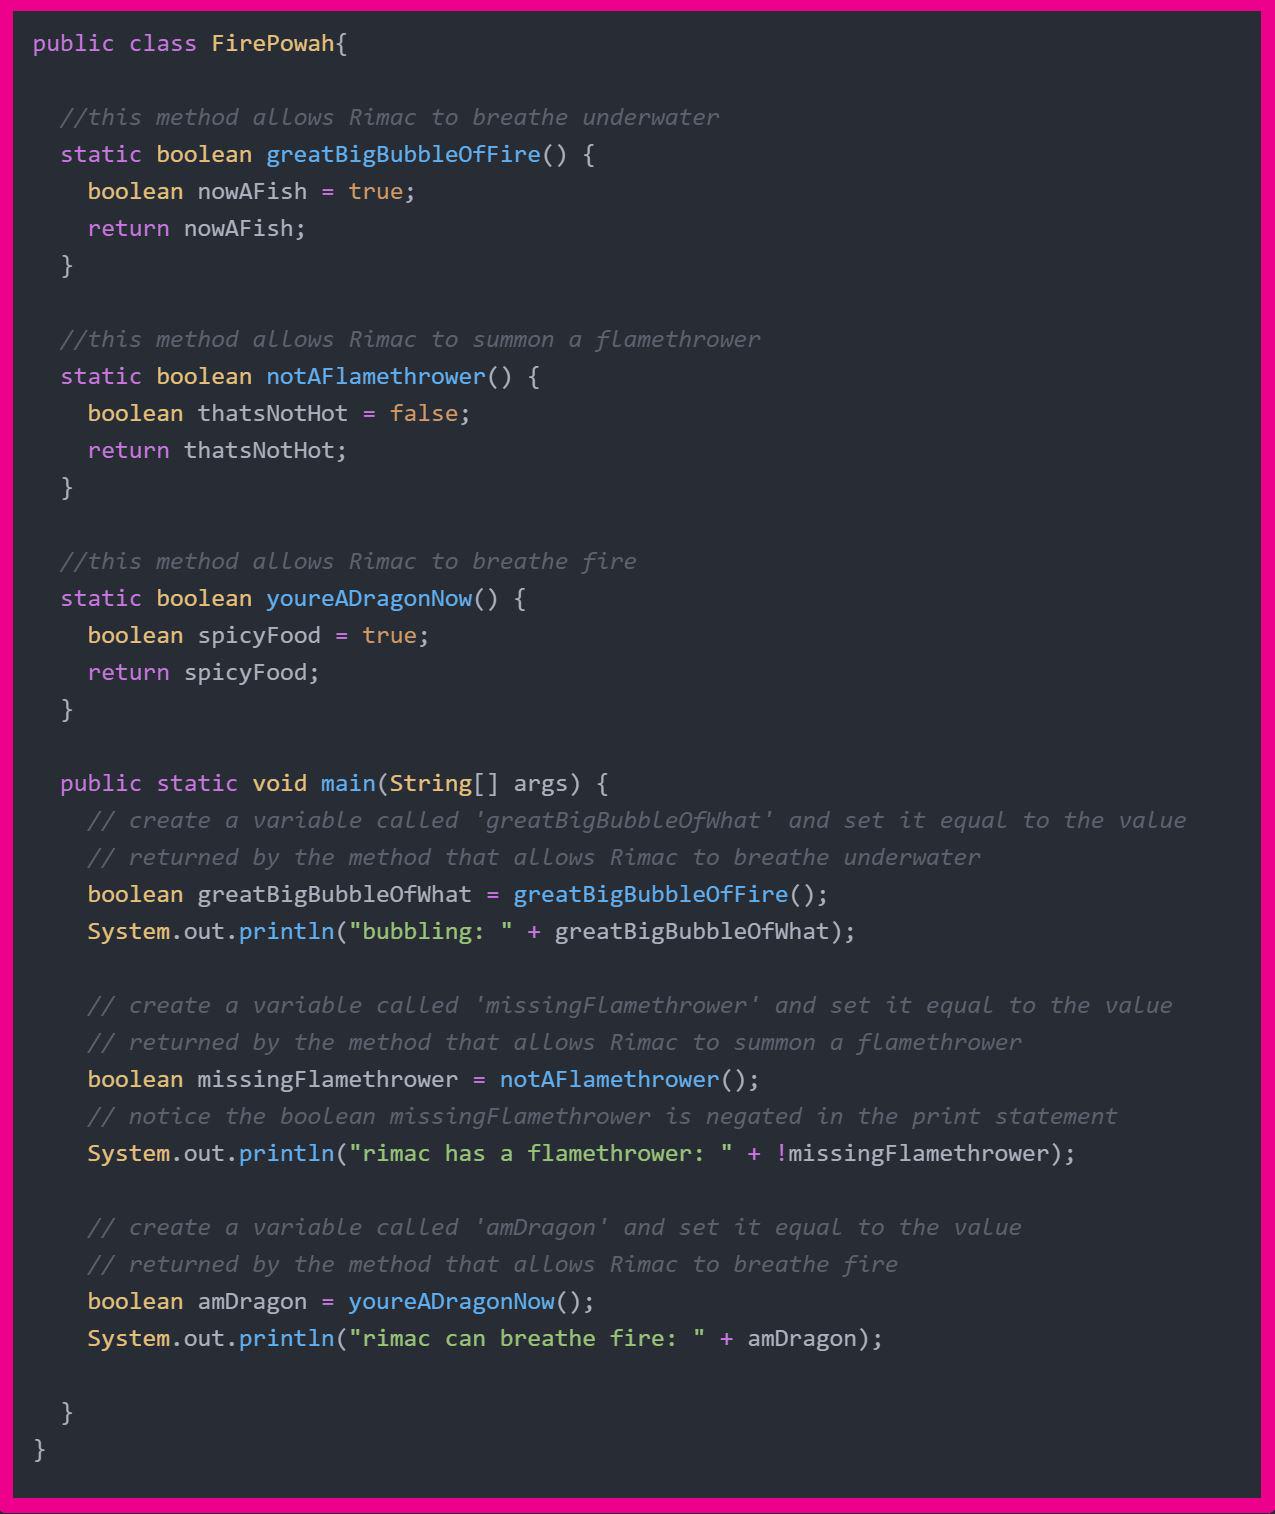 public class FirePowah{
//this method allows Rimac to breathe underwater
static boolean greatBigBubbleOfFire() {
boolean nowAFish = true;
return nowAFish;
}
//this method allows Rimac to summon a flamethrower
static boolean notAFlamethrower() {
boolean thatsNotHot = false;
return thatsNotHot;
}
//this method allows Rimac to breathe fire
static boolean youreADragonNow() {
boolean spicyFood = true;
return spicyFood;
}
public static void main(String[] args) {
// create a variable called 'greatBigBubbleOfWhat' and set it equal to the value
// returned by the method that allows Rimac to breathe underwater
boolean greatBigBubbleOfWhat = greatBigBubbleOfFire();
System.out.println("bubbling: " + greatBigBubbleOfWhat);
// create a variable called 'missingFlamethrower' and set it equal to the value
// returned by the method that allows Rimac to summon a flamethrower
boolean missingFlamethrower = notAFlamethrower();
// notice the boolean missingFlamethrower is negated in the print statement
System.out.println("rimac has a flamethrower: " + !missingFlamethrower);
// create a variable called 'amDragon' and set it equal to the value
// returned by the method that allows Rimac to breathe fire
boolean amDragon = youreADragonNow();
System.out.println("rimac can breathe fire: " + amDragon);
}
}